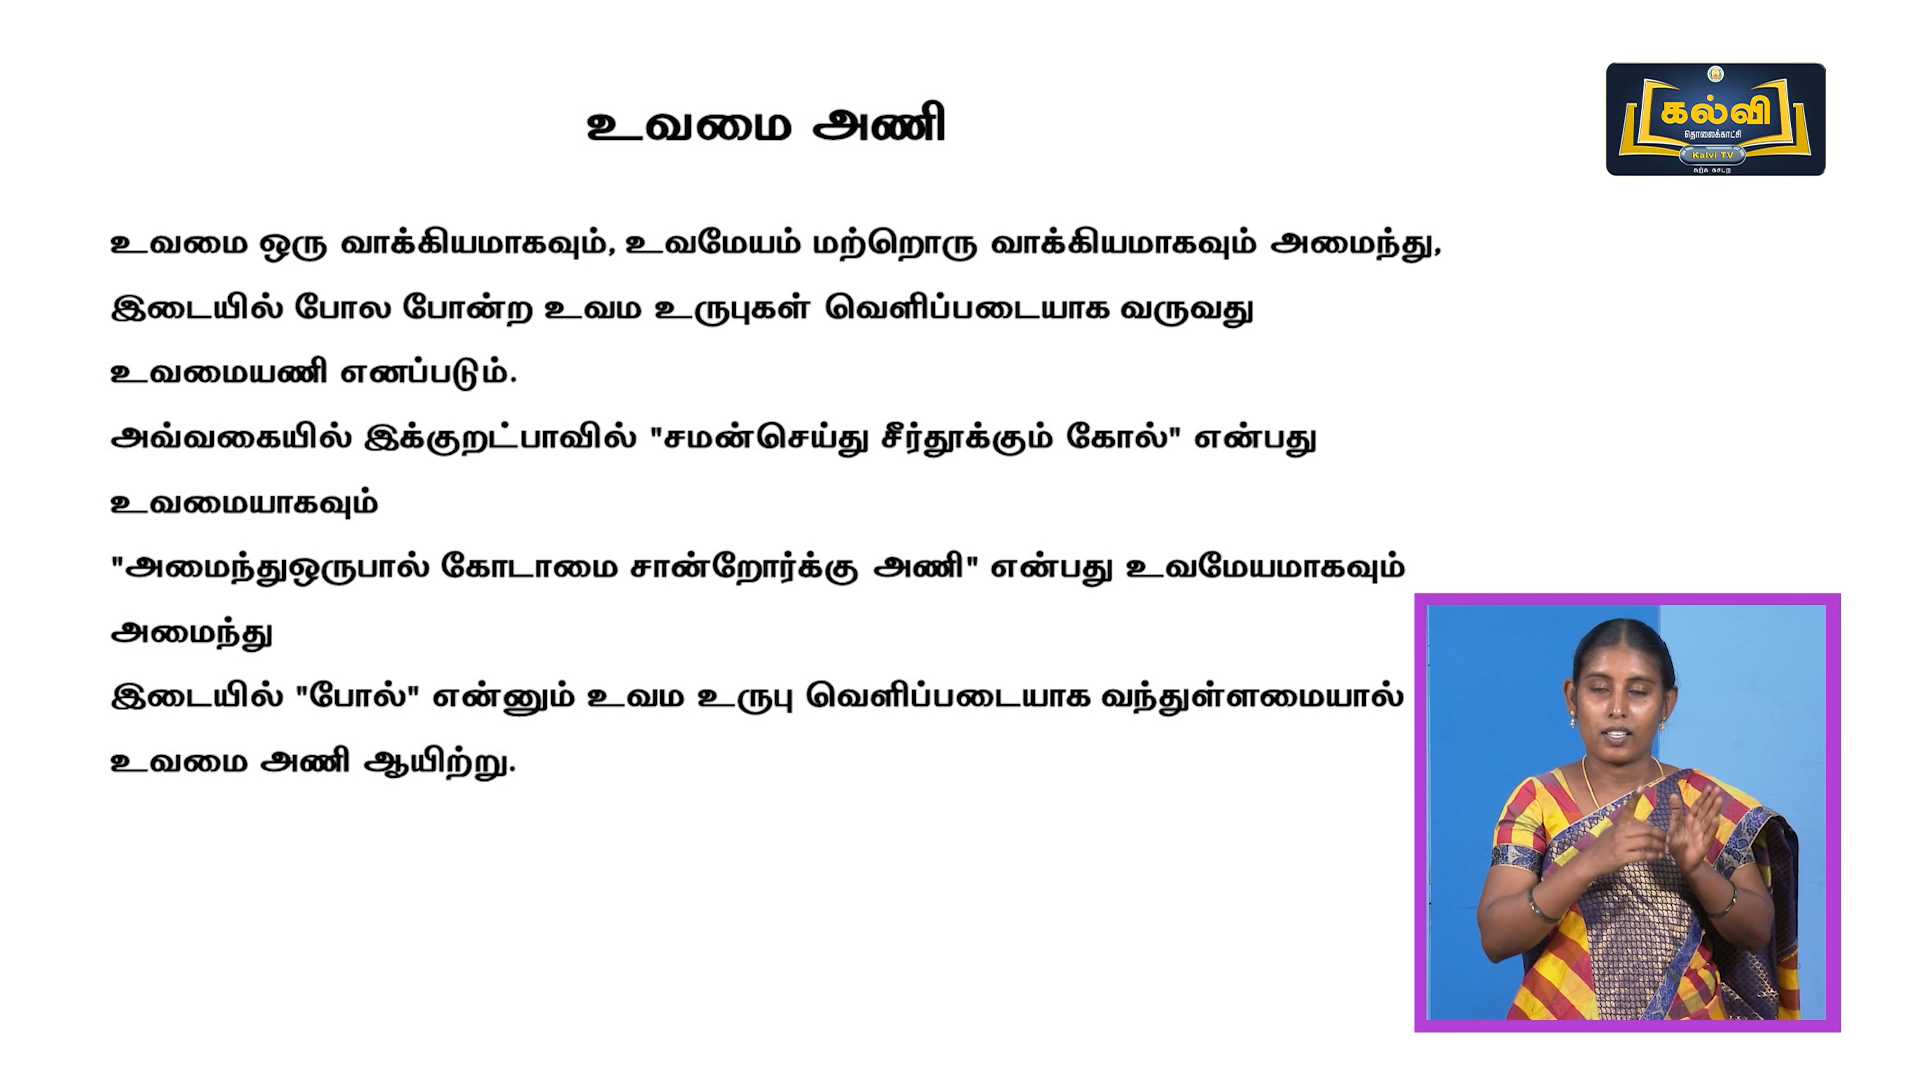 உவமை அணி
கல்வி
தொலைக்காட்சி
Kalvi TV
கற்க கசடற
உவமை ஒரு வாக்கியமாகவும், உவமேயம் மற்றொரு வாக்கியமாகவும் அமைந்து,
இடையில் போல போன்ற உவம உருபுகள் வெளிப்படையாக வருவது
உவமையணி எனப்படும்.
அவ்வகையில் இக்குறட்பாவில் "சமன்செய்து சீர்தூக்கும் கோல்" என்பது
உவமையாகவும்
"அமைந்துஒருபால் கோடாமை சான்றோர்க்கு அணி" என்பது உவமேயமாகவும்
அமைந்து
இடையில் "போல்" என்னும் உவம உருபு வெளிப்படையாக வந்துள்ளமையால்
உவமை அணி ஆயிற்று.